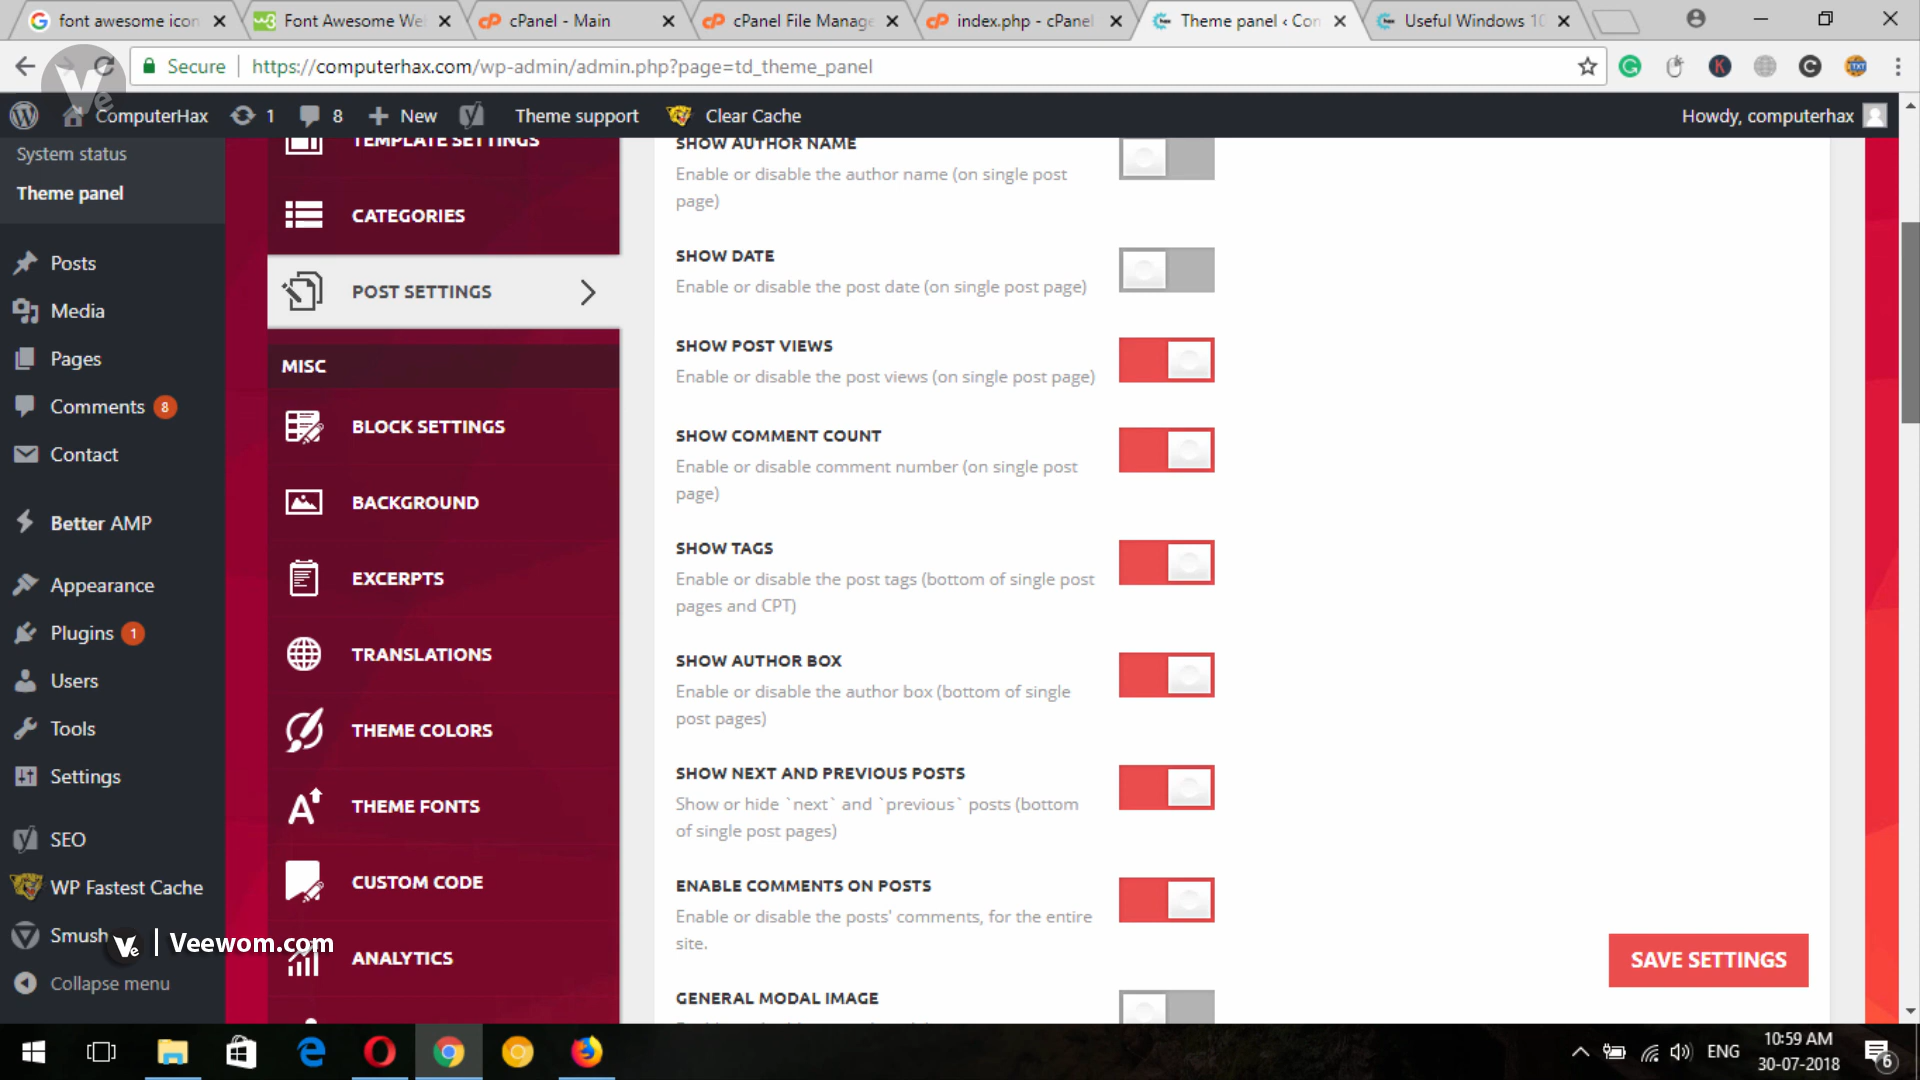 font awesome icon
Font Awesome We
cPanel - Main
cPanel File Manage
index.php - cPanel
Theme panel ‹ Con
Useful Windows 10
Secure
https://computerhax.com/wp-admin/admin.php?page=td_theme_panel
ComputerHax
1
8
New
Theme support
Clear Cache
Howdy, computerhax
System status
Theme panel
Posts
Media
Pages
Comments 8
Contact
Better AMP
Appearance
Plugins 1
Users
Tools
Settings
SEO
WP Fastest Cache
Smush
Collapse menu
Ve | Veewom.com
TEMPLATE SETTINGS
CATEGORIES
POST SETTINGS
MISC
BLOCK SETTINGS
BACKGROUND
EXCERPTS
TRANSLATIONS
THEME COLORS
THEME FONTS
CUSTOM CODE
ANALYTICS
SHOW AUTHOR NAME
Enable or disable the author name (on single post
page)
SHOW DATE
Enable or disable the post date (on single post page)
SHOW POST VIEWS
Enable or disable the post views (on single post page)
SHOW COMMENT COUNT
Enable or disable comment number (on single post
page)
SHOW TAGS
Enable or disable the post tags (bottom of single post
pages and CPT)
SHOW AUTHOR BOX
Enable or disable the author box (bottom of single
post pages)
SHOW NEXT AND PREVIOUS POSTS
Show or hide `next` and `previous` posts (bottom
of single post pages)
ENABLE COMMENTS ON POSTS
Enable or disable the posts' comments, for the entire
site.
GENERAL MODAL IMAGE
SAVE SETTINGS
ENG
10:59 AM
30-07-2018
6